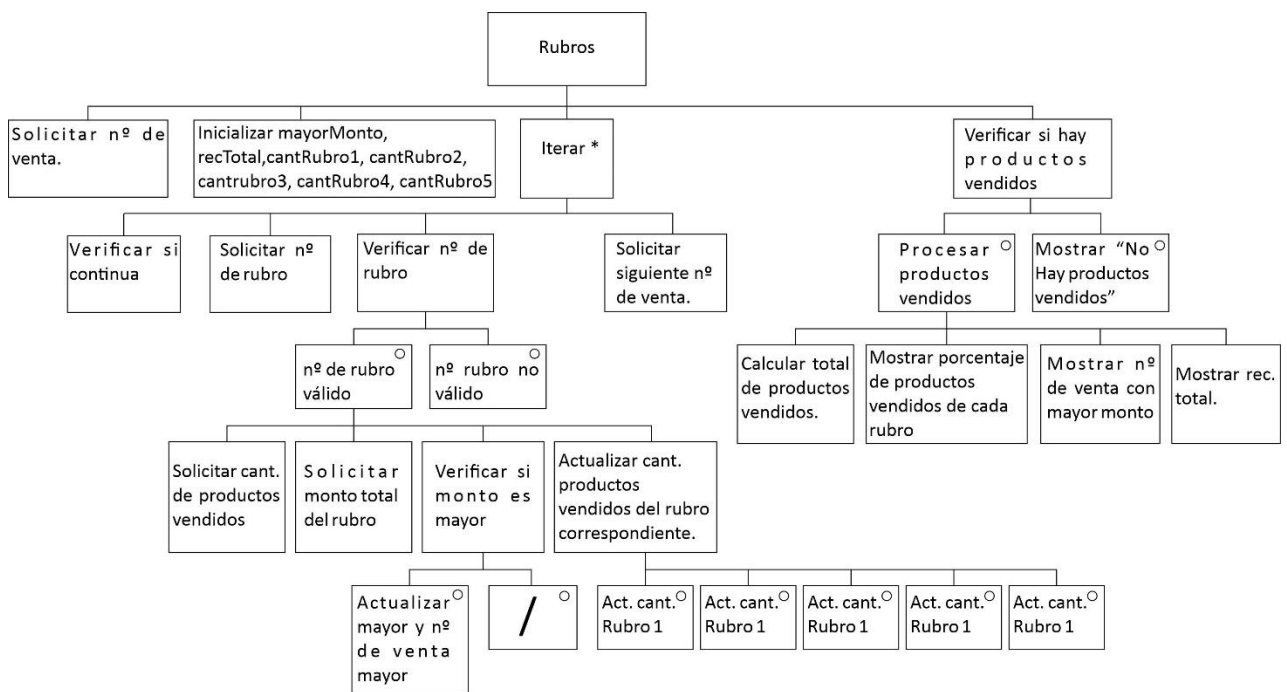 Rubros
Solicitar nº de
venta.
Inicializar mayorMonto,
recTotal,cantRubro1, cantRubro2,
cantrubro3, cantRubro4, cantRubro5
Iterar *
Verificar si hay
productos
vendidos
Verificar si
continua
Solicitar nº
de rubro
Verificar nº de
rubro
Solicitar
siguiente nº
de venta.
Procesar
productos
vendidos
Mostrar “No
Hay productos
vendidos”
nº de rubro
válido
nº rubro no
válido
Calcular total
de productos
vendidos.
Mostrar porcentaje
de productos
vendidos de cada
rubro
Mostrar nº
de venta con
mayor monto
Mostrar rec.
total.
Solicitar cant.
de productos
vendidos
Solicitar
monto total
del rubro
Verificar si
monto es
mayor
Actualizar cant.
productos
vendidos del rubro
correspondiente.
Actualizar
mayor y nº
de venta
mayor
/
Act. cant.
Rubro 1
Act. cant.
Rubro 1
Act. cant.
Rubro 1
Act. cant.
Rubro 1
Act. cant.
Rubro 1